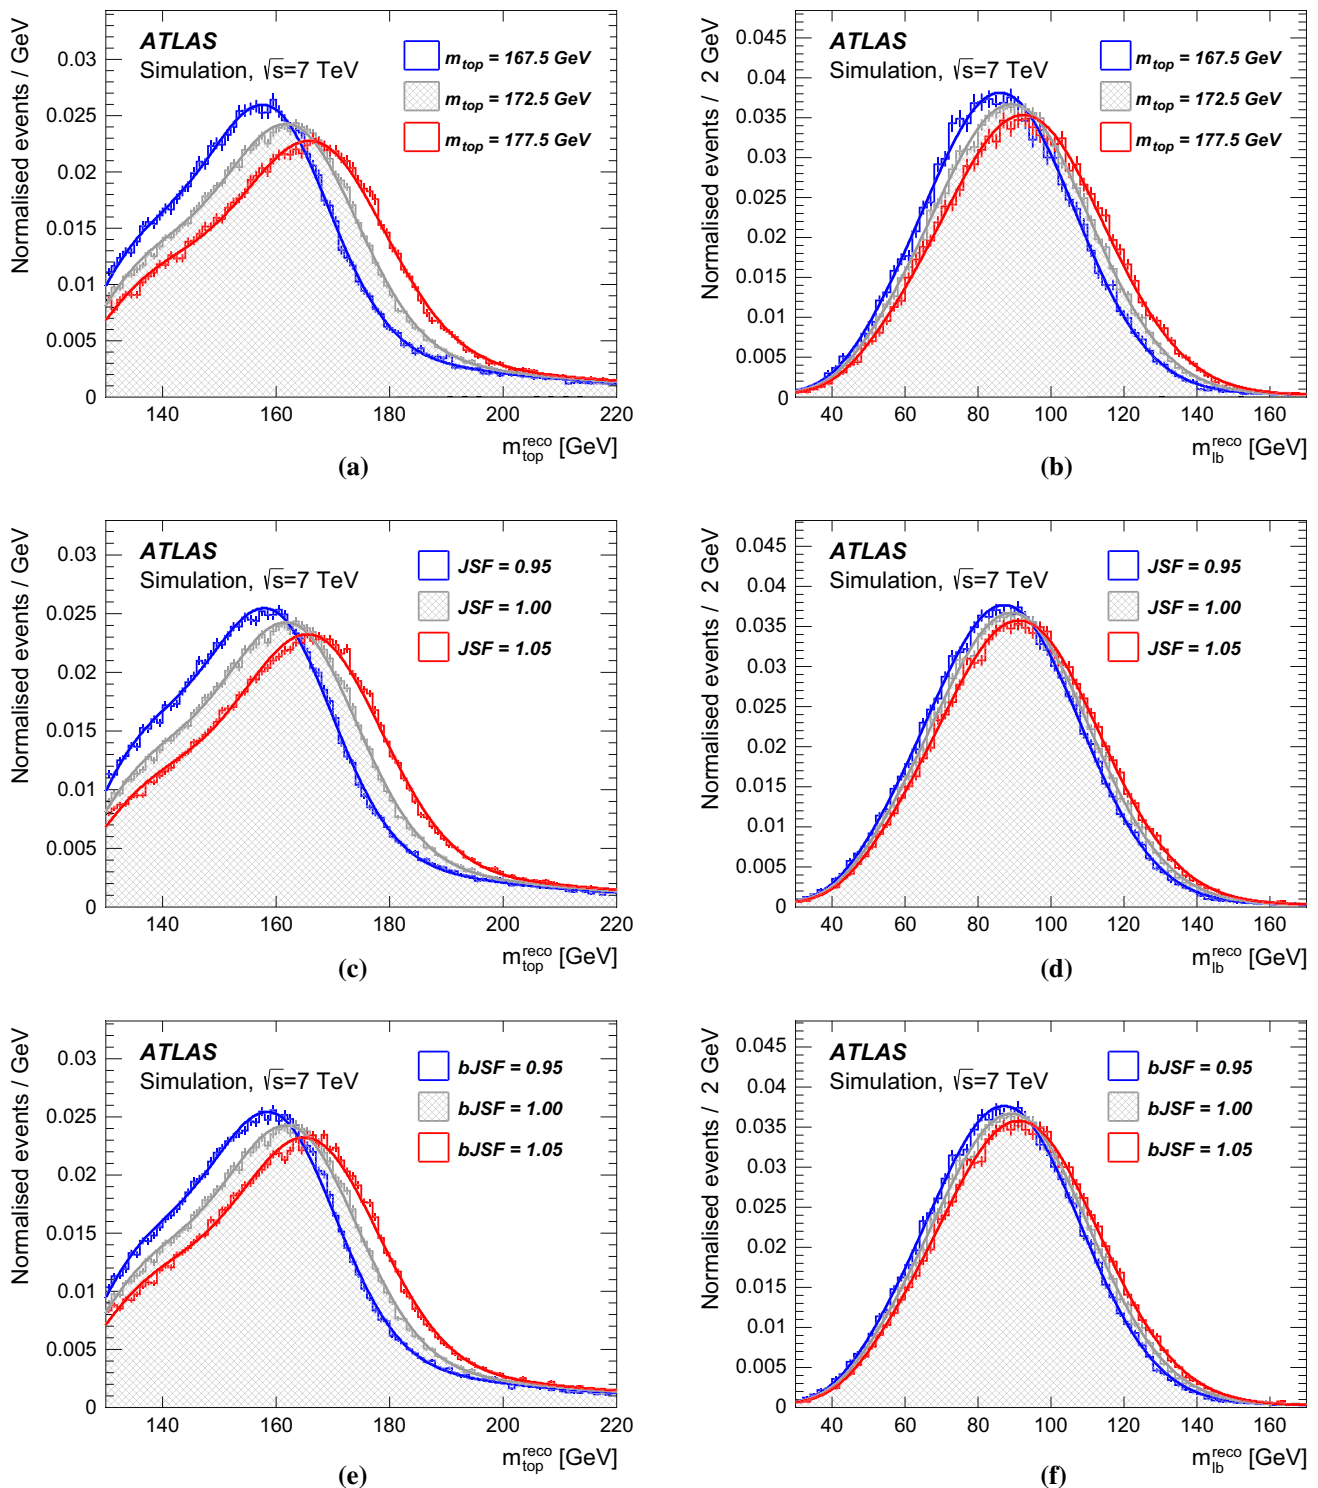 ATLAS
Simulation, √s=7 TeV
m_top = 167.5 GeV
m_top = 172.5 GeV
m_top = 177.5 GeV
Normalised events / GeV
0.03
0.025
0.02
0.015
0.01
0.005
0
140 160 180 200 220
m_top^reco [GeV]
(a)
ATLAS
Simulation, √s=7 TeV
m_top = 167.5 GeV
m_top = 172.5 GeV
m_top = 177.5 GeV
Normalised events / 2 GeV
0.045
0.04
0.035
0.03
0.025
0.02
0.015
0.01
0.005
0
40 60 80 100 120 140 160
m_lb^reco [GeV]
(b)
ATLAS
Simulation, √s=7 TeV
JSF = 0.95
JSF = 1.00
JSF = 1.05
Normalised events / GeV
0.03
0.025
0.02
0.015
0.01
0.005
0
140 160 180 200 220
m_top^reco [GeV]
(c)
ATLAS
Simulation, √s=7 TeV
JSF = 0.95
JSF = 1.00
JSF = 1.05
Normalised events / 2 GeV
0.045
0.04
0.035
0.03
0.025
0.02
0.015
0.01
0.005
0
40 60 80 100 120 140 160
m_lb^reco [GeV]
(d)
ATLAS
Simulation, √s=7 TeV
bJSF = 0.95
bJSF = 1.00
bJSF = 1.05
Normalised events / GeV
0.03
0.025
0.02
0.015
0.01
0.005
0
140 160 180 200 220
m_top^reco [GeV]
(e)
ATLAS
Simulation, √s=7 TeV
bJSF = 0.95
bJSF = 1.00
bJSF = 1.05
Normalised events / 2 GeV
0.045
0.04
0.035
0.03
0.025
0.02
0.015
0.01
0.005
0
40 60 80 100 120 140 160
m_lb^reco [GeV]
(f)